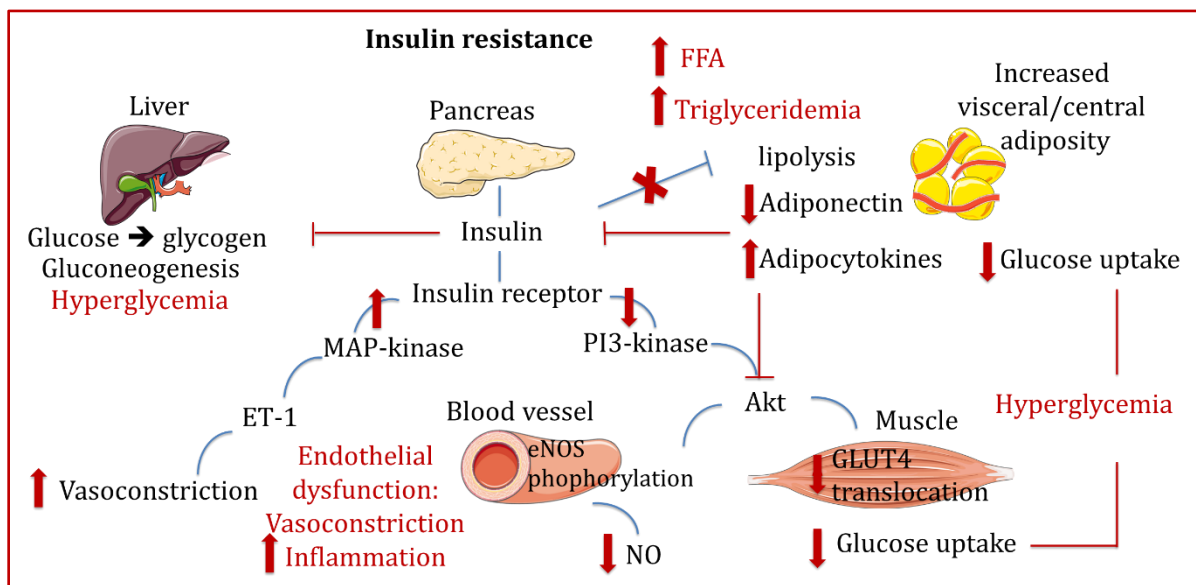 Insulin resistance
FFA
Triglyceridemia
Increased
visceral/central
adiposity
Liver
Pancreas
lipolysis
Adiponectin
Adipocytokines
Glucose uptake
Glucose ➔ glycogen
Gluconeogenesis
Hyperglycemia
Insulin
Insulin receptor
MAP-kinase
PI3-kinase
ET-1
Vasoconstriction
Endothelial
dysfunction:
Vasoconstriction
Inflammation
Blood vessel
eNOS
phophorylation
NO
Akt
Muscle
GLUT4
translocation
Glucose uptake
Hyperglycemia